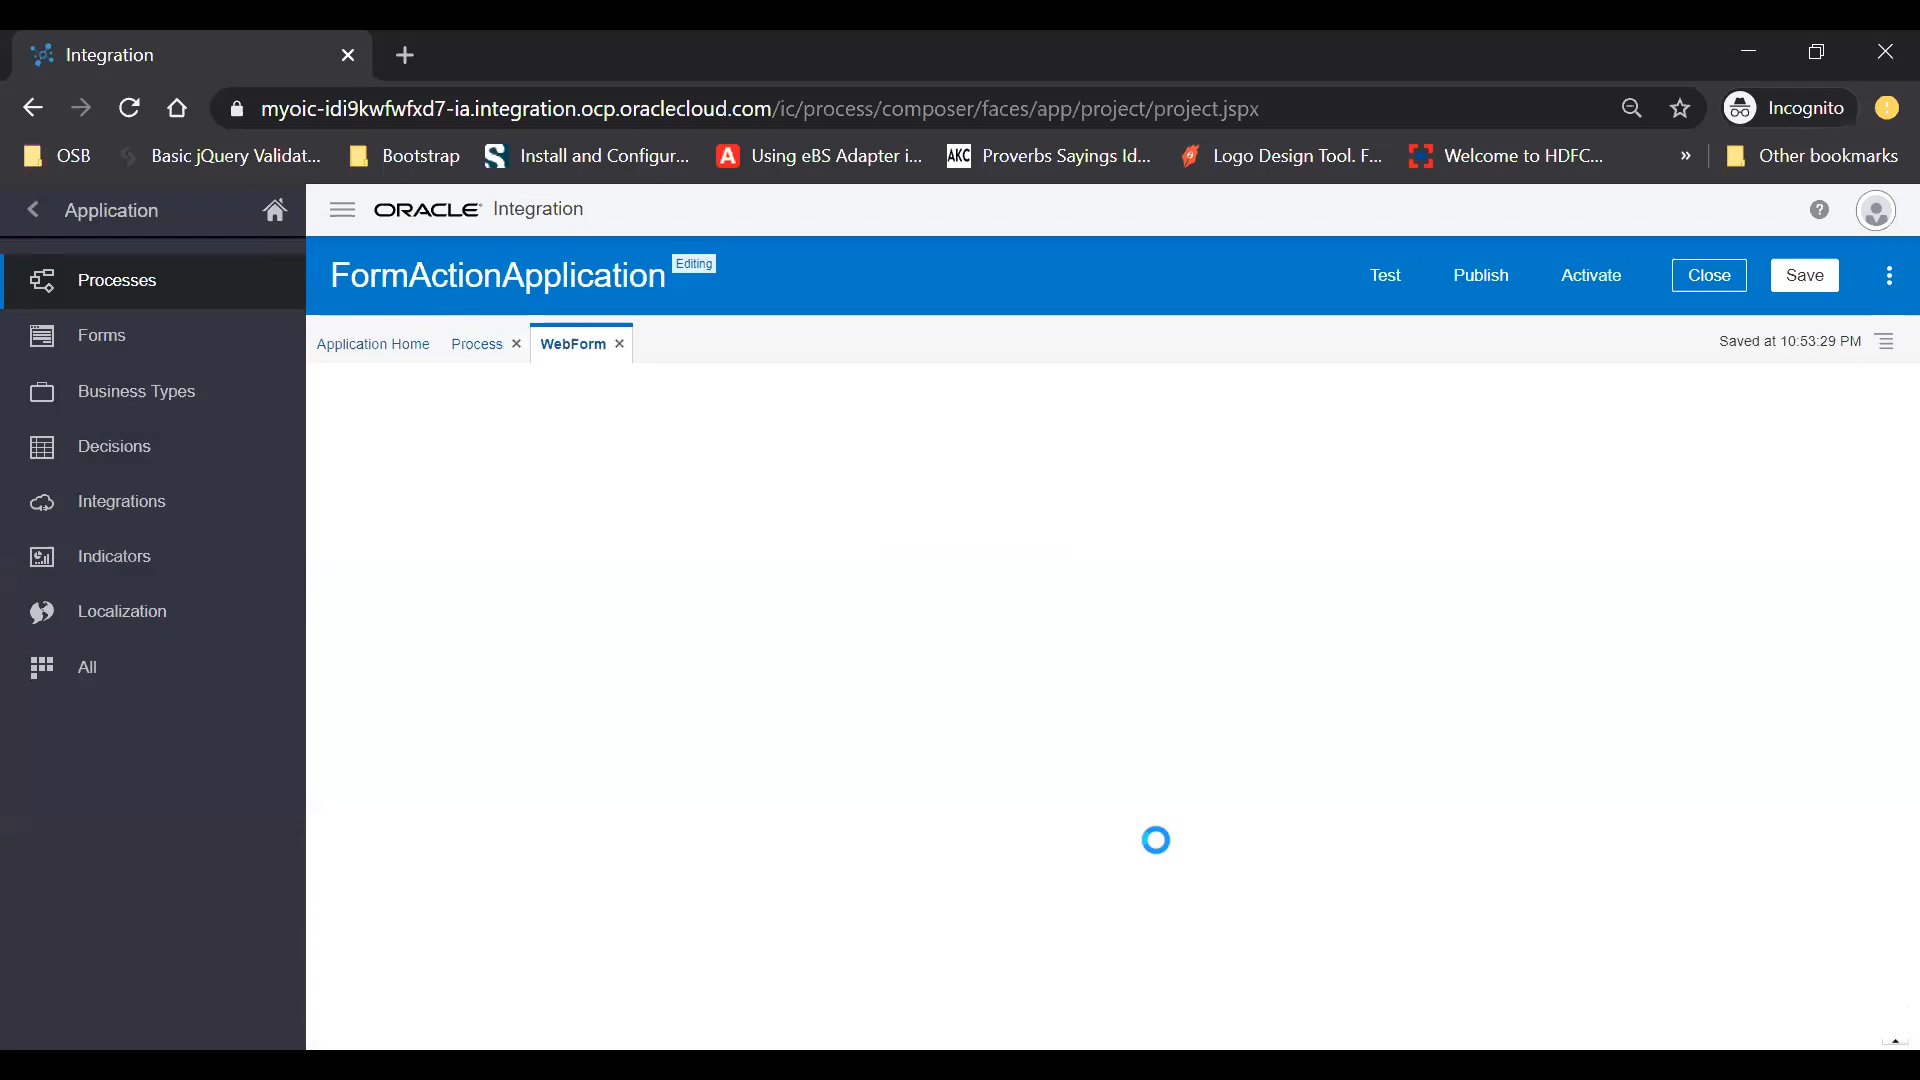 Integration
myoic-idi9kwfwfxd7-ia.integration.ocp.oraclecloud.com/ic/process/composer/faces/app/project/project.jspx
Incognito
OSB
Basic jQuery Validat...
Bootstrap
Install and Configur...
A
Using eBS Adapter i...
AKC
Proverbs Sayings Id...
Logo Design Tool. F...
Welcome to HDFC...
»
Other bookmarks
Application
ORACLE Integration
FormActionApplication Editing
Test
Publish
Activate
Close
Save
Application Home
Process
WebForm
Saved at 10:53:29 PM
Processes
Forms
Business Types
Decisions
Integrations
Indicators
Localization
All